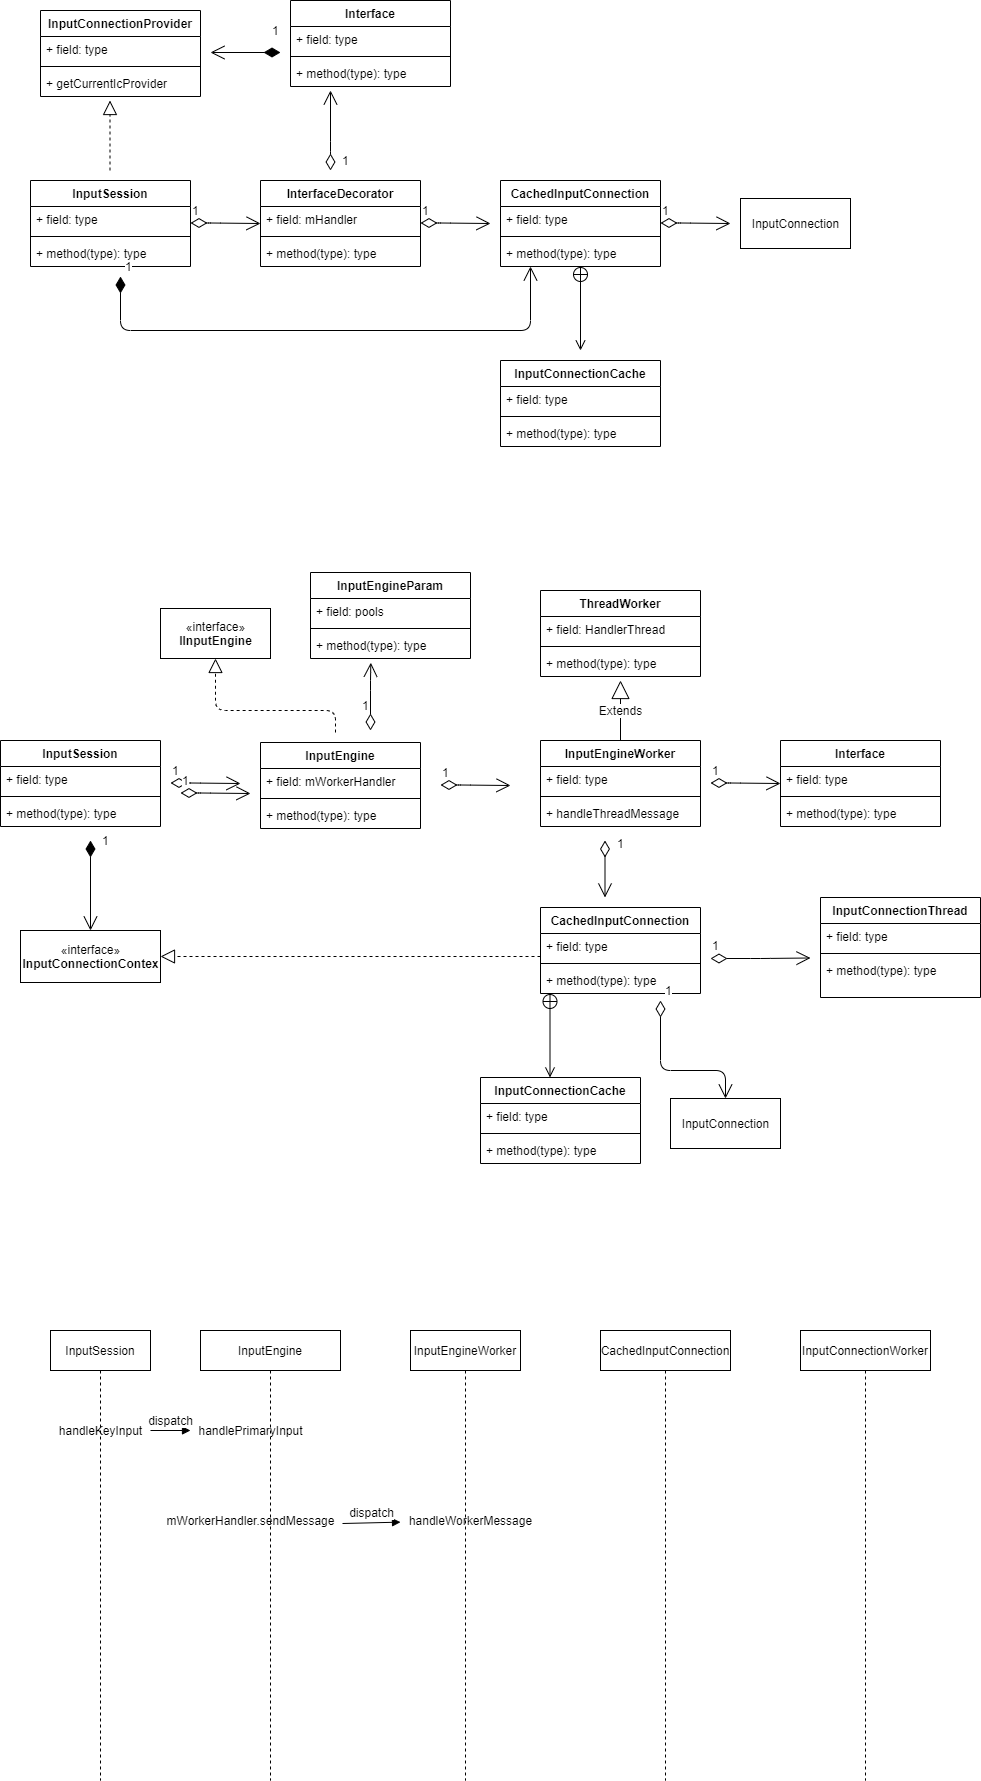 InputConnectionProvider
+ field: type
+ getCurrentIcProvider
1
Interface
+ field: type
+ method(type): type
1
InputSession
+ field: type
+ method(type): type
1
1
InterfaceDecorator
+ field: mHandler
+ method(type): type
1
CachedInputConnection
+ field: type
+ method(type): type
1
InputConnection
InputConnectionCache
+ field: type
+ method(type): type
InputEngineParam
+ field: pools
+ method(type): type
«interface»
IInputEngine
ThreadWorker
+ field: HandlerThread
+ method(type): type
1
Extends
InputSession
+ field: type
+ method(type): type
1
1
InputEngine
+ field: mWorkerHandler
+ method(type): type
1
InputEngineWorker
+ field: type
+ handleThreadMessage
1
Interface
+ field: type
+ method(type): type
1
1
«interface»
InputConnectionContex
CachedInputConnection
+ field: type
+ method(type): type
1
1
InputConnectionThread
+ field: type
+ method(type): type
InputConnectionCache
+ field: type
+ method(type): type
InputConnection
InputSession
InputEngine
InputEngineWorker
CachedInputConnection
InputConnectionWorker
handleKeyInput
dispatch
handlePrimaryInput
mWorkerHandler.sendMessage
dispatch
handleWorkerMessage